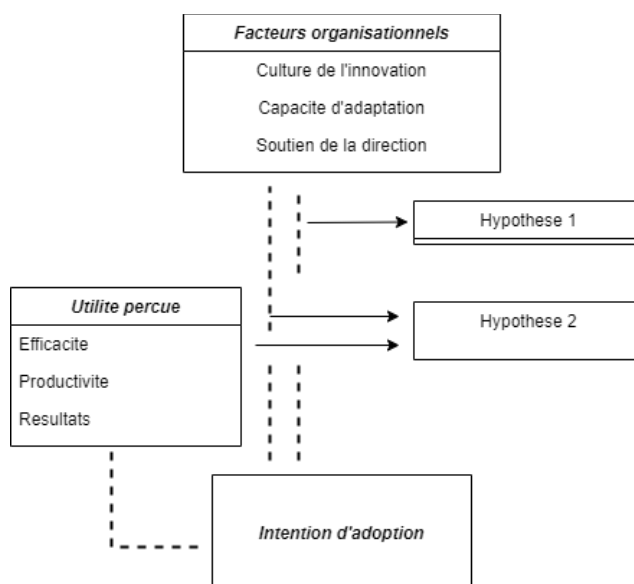 Facteurs organisationnels
Culture de l'innovation
Capacite d'adaptation
Soutien de la direction
Hypothese 1
Utilite percue
Efficacite
Productivite
Resultats
Hypothese 2
Intention d'adoption